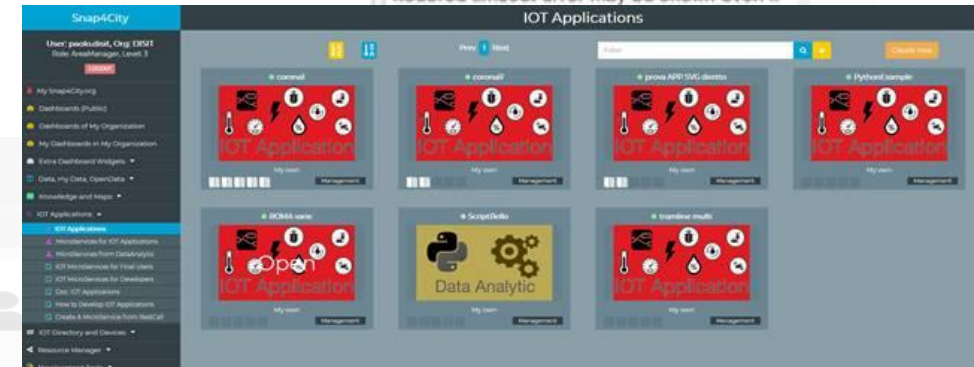 Snap4City
IOT Applications
User: paolo.disit, Org: DISIT
Role: AreaManager, Level: 3
LOGOUT
My Snap4City.org
Dashboards (Public)
Dashboards of My Organization
My Dashboards in My Organization
Extra Dashboard Widgets
Data, my Data, OpenData
Knowledge and Maps
IOT Applications
IOT Applications
MicroServices for IOT Applications
MicroServices from DataAnalytic
IOT MicroServices for Final Users
IOT MicroServices for Developers
Doc: IOT Applications
How to Develop IOT Applications
Create A MicroService from RestCall
IOT Directory and Devices
Resource Manager
Prev 1 Next
Filter
Create New
corona1
IOT Application
My own
Management
corona2
IOT Application
My own
Management
prova APP SVG diretto
IOT Application
My own
Management
PythonExample
IOT Application
My own
Management
ROMA varie
Open
IOT Application
My own
Management
ScriptBello
Data Analytic
My own
Management
tramline multi
IOT Application
My own
Management